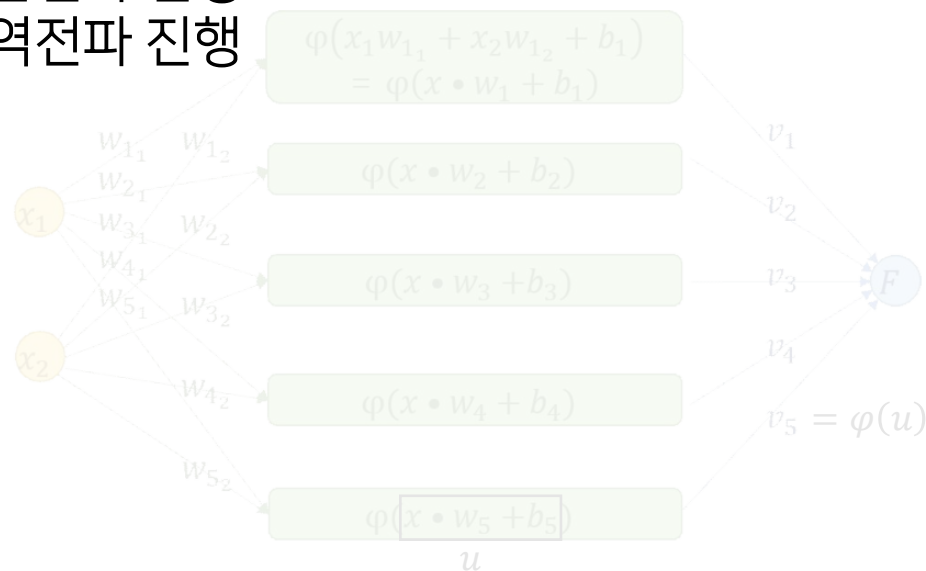 역전파 진행
φ(x₁w₁₁ + x₂w₁₂ + b₁)
= φ(x • w₁ + b₁)
w₁₁
w₁₂
v₁
w₂₁
φ(x • w₂ + b₂)
x₁
w₃₁
w₂₂
v₂
w₄₁
w₅₁
w₃₂
φ(x • w₃ +b₃)
v₃
F
x₂
v₄
w₄₂
φ(x • w₄ + b₄)
v₅ = φ(u)
w₅₂
φ(x • w₅ +b₅)
u